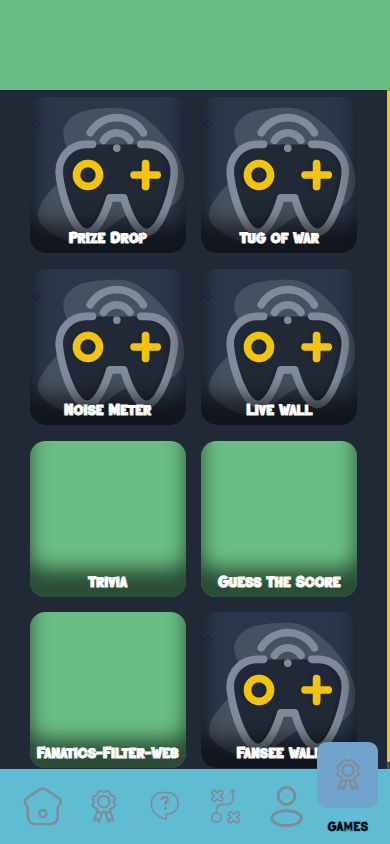 Prize Drop
Tug of War
Noise Meter
Live Wall
Trivia
Guess The Score
Fanatics-Filter-Web
Fansee Wall
GAMES